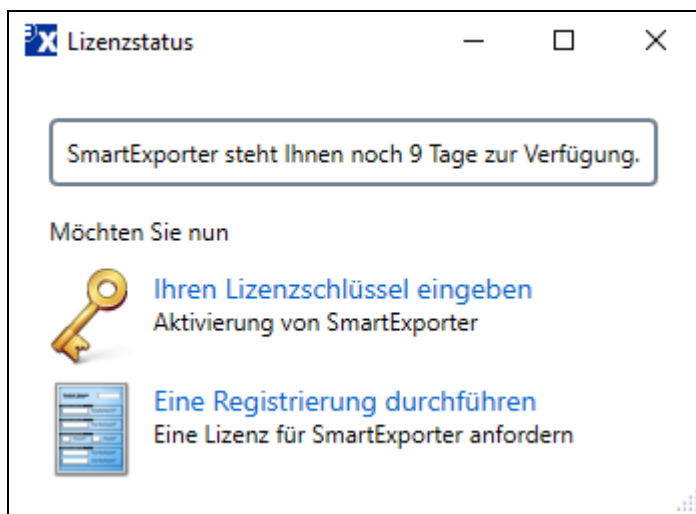 Lizenzstatus
SmartExporter steht Ihnen noch 9 Tage zur Verfügung.
Möchten Sie nun
Ihren Lizenzschlüssel eingeben
Aktivierung von SmartExporter
Eine Registrierung durchführen
Eine Lizenz für SmartExporter anfordern